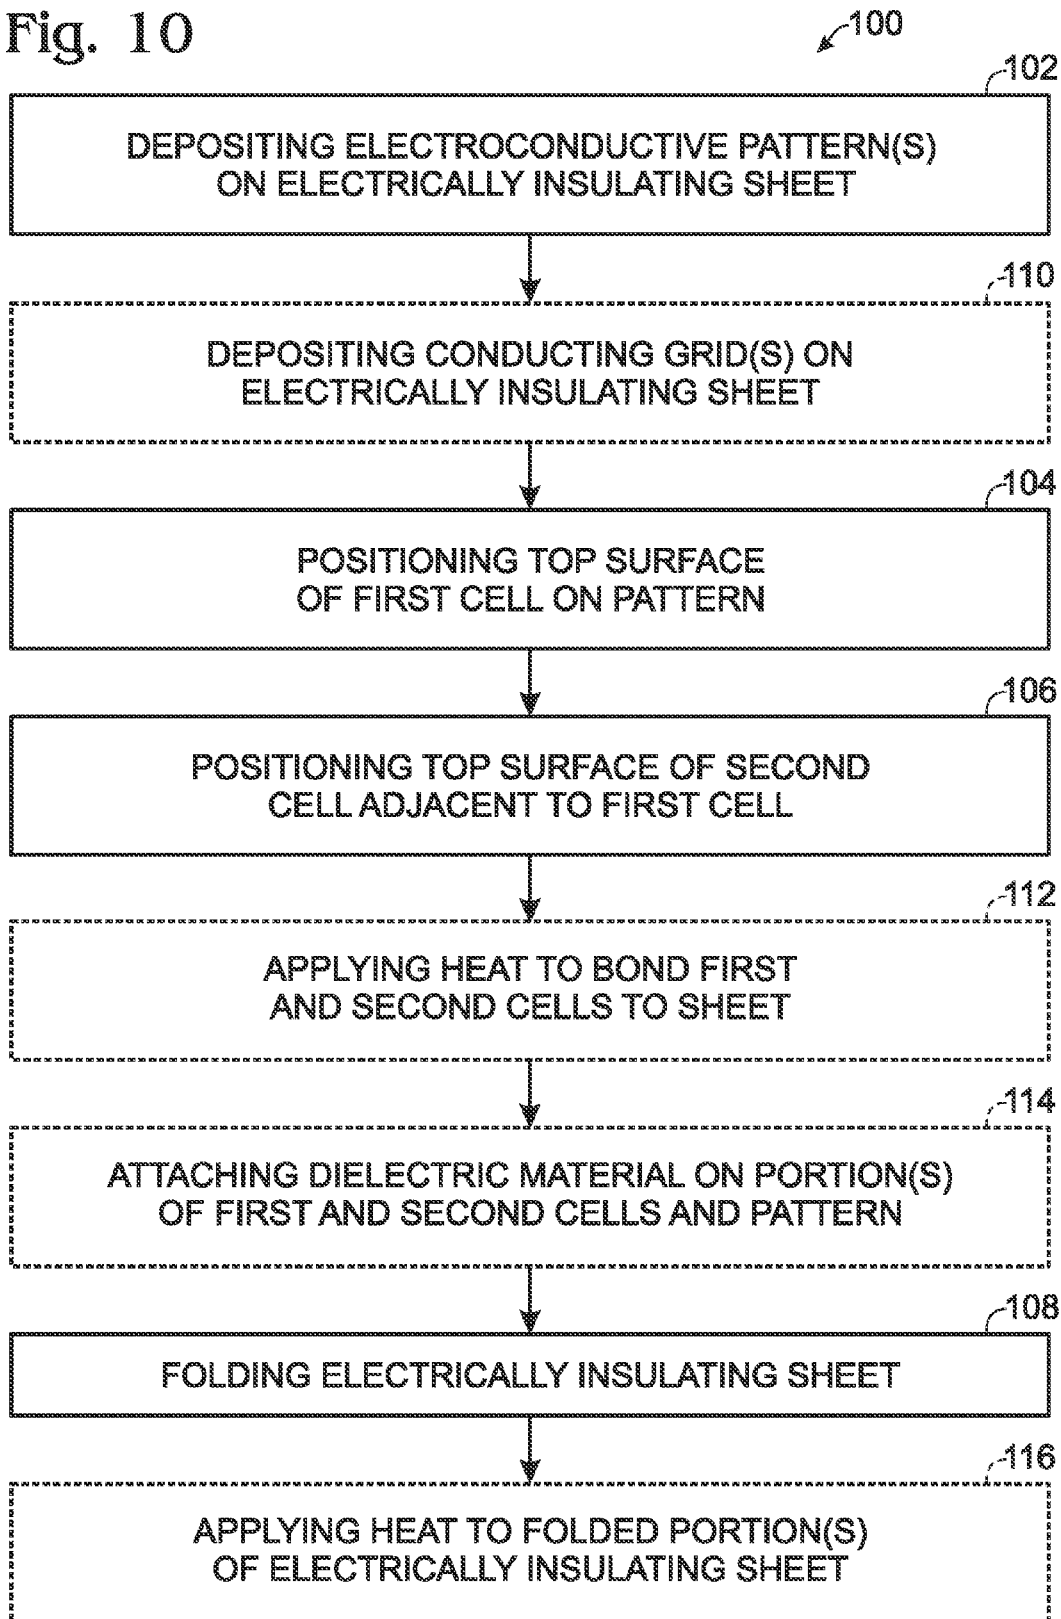 Fig. 10
100
102
DEPOSITING ELECTROCONDUCTIVE PATTERN(S)
ON ELECTRICALLY INSULATING SHEET
110
DEPOSITING CONDUCTING GRID(S) ON
ELECTRICALLY INSULATING SHEET
104
POSITIONING TOP SURFACE
OF FIRST CELL ON PATTERN
106
POSITIONING TOP SURFACE OF SECOND
CELL ADJACENT TO FIRST CELL
112
APPLYING HEAT TO BOND FIRST
AND SECOND CELLS TO SHEET
114
ATTACHING DIELECTRIC MATERIAL ON PORTION(S)
OF FIRST AND SECOND CELLS AND PATTERN
108
FOLDING ELECTRICALLY INSULATING SHEET
116
APPLYING HEAT TO FOLDED PORTION(S)
OF ELECTRICALLY INSULATING SHEET